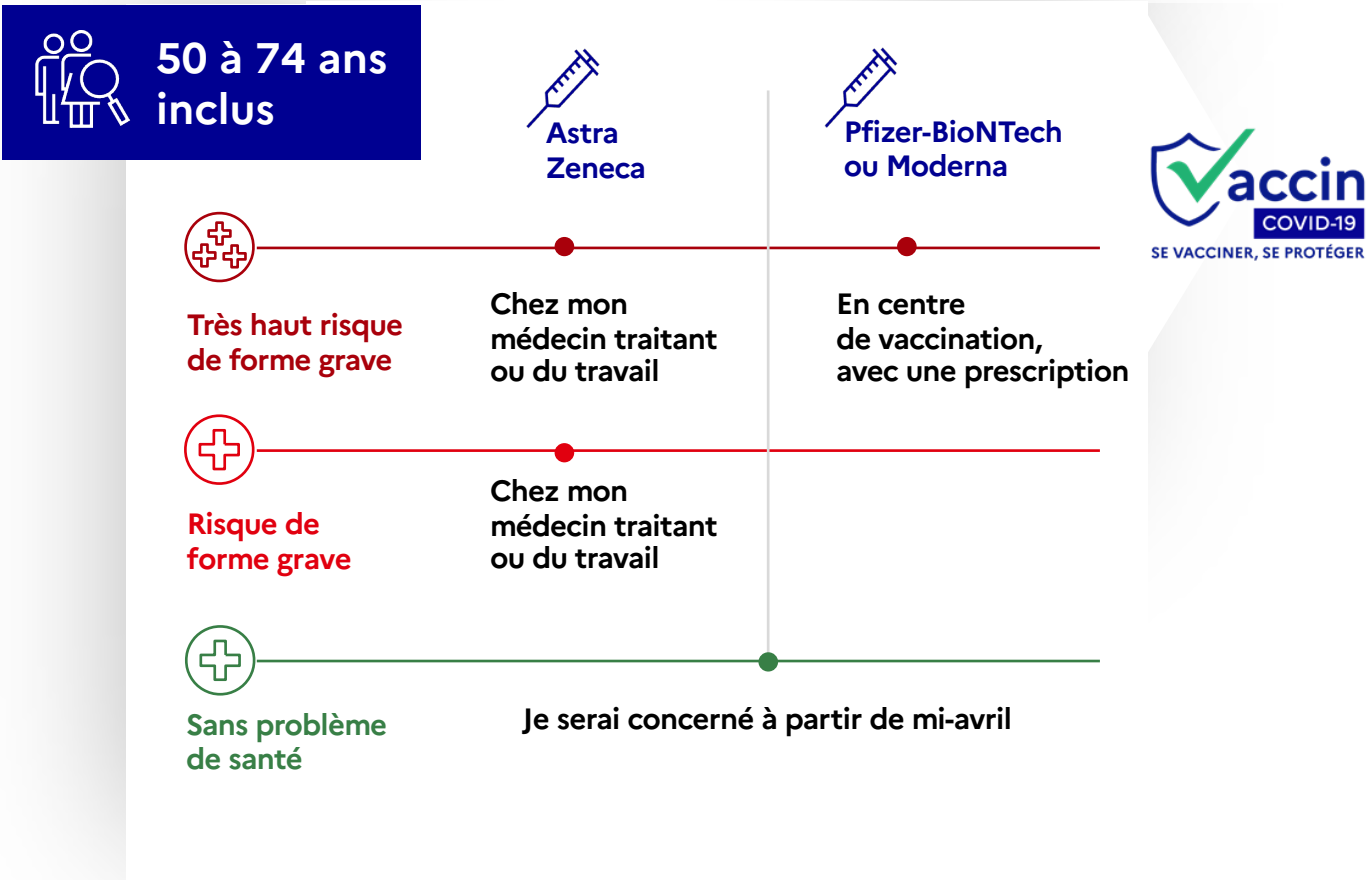 50 à 74 ans
inclus
Astra
Zeneca
Pfizer-BioNTech
ou Moderna
Vaccin
COVID-19
SE VACCINER, SE PROTÉGER
Très haut risque
de forme grave
Chez mon
médecin traitant
ou du travail
En centre
de vaccination,
avec une prescription
Risque de
forme grave
Chez mon
médecin traitant
ou du travail
Sans problème
de santé
Je serai concerné à partir de mi-avril